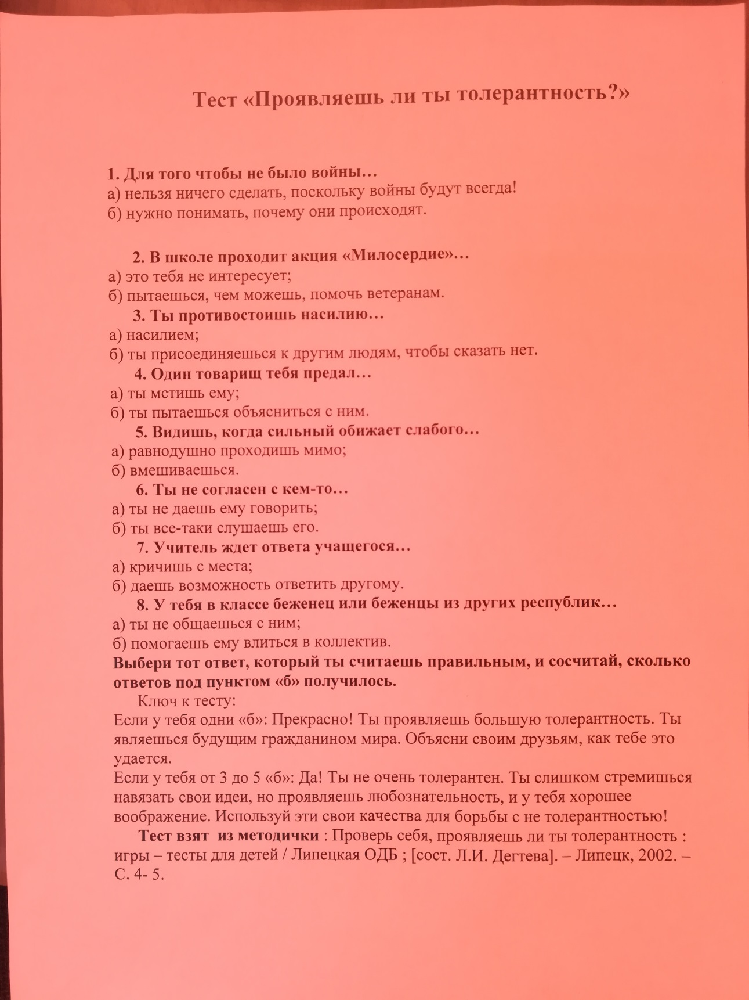 Тест «Проявляешь ли ты толерантность?»
1. Для того чтобы не было войны…
а) нельзя ничего сделать, поскольку войны будут всегда!
б) нужно понимать, почему они происходят.
2. В школе проходит акция «Милосердие»…
а) это тебя не интересует;
б) пытаешься, чем можешь, помочь ветеранам.
3. Ты противостоишь насилию…
а) насилием;
б) ты присоединяешься к другим людям, чтобы сказать нет.
4. Один товарищ тебя предал…
а) ты мстишь ему;
б) ты пытаешься объясниться с ним.
5. Видишь, когда сильный обижает слабого…
а) равнодушно проходишь мимо;
б) вмешиваешься.
6. Ты не согласен с кем-то…
а) ты не даешь ему говорить;
б) ты все-таки слушаешь его.
7. Учитель ждет ответа учащегося…
а) кричишь с места;
б) даешь возможность ответить другому.
8. У тебя в классе беженец или беженцы из других республик…
а) ты не общаешься с ним;
б) помогаешь ему влиться в коллектив.
Выбери тот ответ, который ты считаешь правильным, и сосчитай, сколько
ответов под пунктом «б» получилось.
Ключ к тесту:
Если у тебя одни «б»: Прекрасно! Ты проявляешь большую толерантность. Ты
являешься будущим гражданином мира. Объясни своим друзьям, как тебе это
удается.
Если у тебя от 3 до 5 «б»: Да! Ты не очень толерантен. Ты слишком стремишься
навязать свои идеи, но проявляешь любознательность, и у тебя хорошее
воображение. Используй эти свои качества для борьбы с не толерантностью!
Тест взят из методички : Проверь себя, проявляешь ли ты толерантность :
игры – тесты для детей / Липецкая ОДБ ; [сост. Л.И. Дегтева]. – Липецк, 2002. –
С. 4- 5.